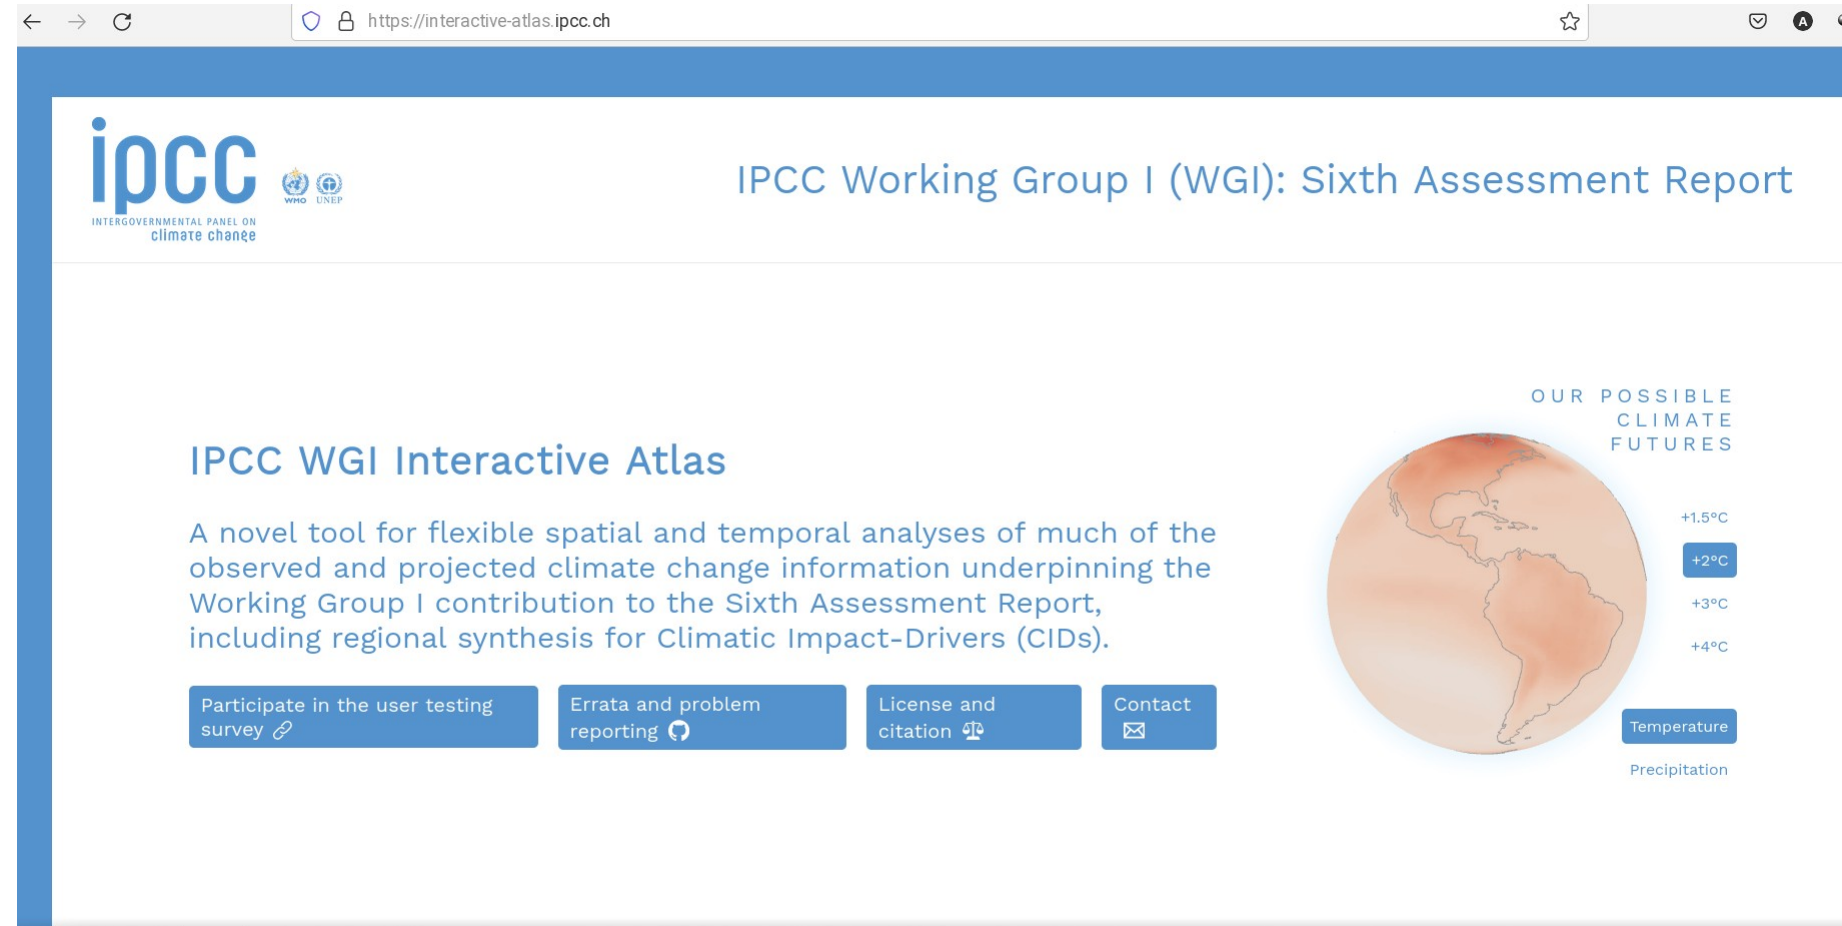 https://interactive-atlas.ipcc.ch
A
ipcc
INTERGOVERNMENTAL PANEL ON
climate change
WMO UNEP
IPCC Working Group I (WGI): Sixth Assessment Report
OUR POSSIBLE
CLIMATE
FUTURES
IPCC WGI Interactive Atlas
A novel tool for flexible spatial and temporal analyses of much of the
observed and projected climate change information underpinning the
Working Group I contribution to the Sixth Assessment Report,
including regional synthesis for Climatic Impact-Drivers (CIDs).
Participate in the user testing
survey
Errata and problem
reporting
License and
citation
Contact
+1.5°C
+2°C
+3°C
+4°C
Temperature
Precipitation